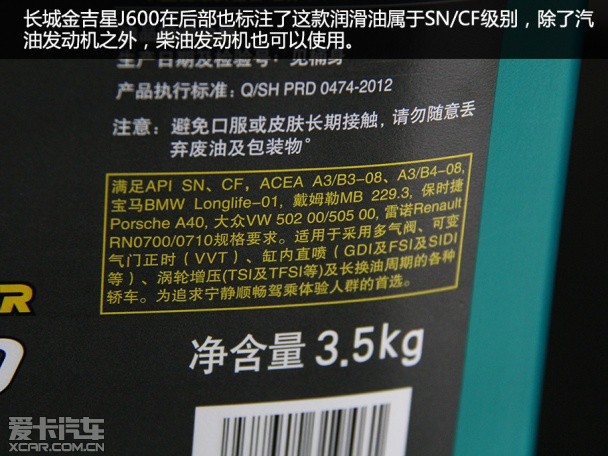 长城金吉星J600在后部也标注了这款润滑油属于SN/CF级别，除了汽
油发动机之外，柴油发动机也可以使用。
生产日期及检验号：见桶身
产品执行标准：Q/SH PRD 0474-2012
注意：避免口服或皮肤长期接触，请勿随意丢
弃废油及包装物。
满足API SN、CF，ACEA A3/B3-08、A3/B4-08,
宝马BMW Longlife-01, 戴姆勒MB 229.3, 保时捷
Porsche A40, 大众VW 502 00/505 00, 雷诺Renault
RN0700/0710规格要求。适用于采用多气阀、可变
气门正时（VVT）、缸内直喷（GDI及FSI及SIDI
等）、涡轮增压(TSI及TFSI等)及长换油周期的各种
轿车。为追求宁静顺畅驾乘体验人群的首选。
净含量 3.5kg
爱卡汽车
XCAR.COM.CN